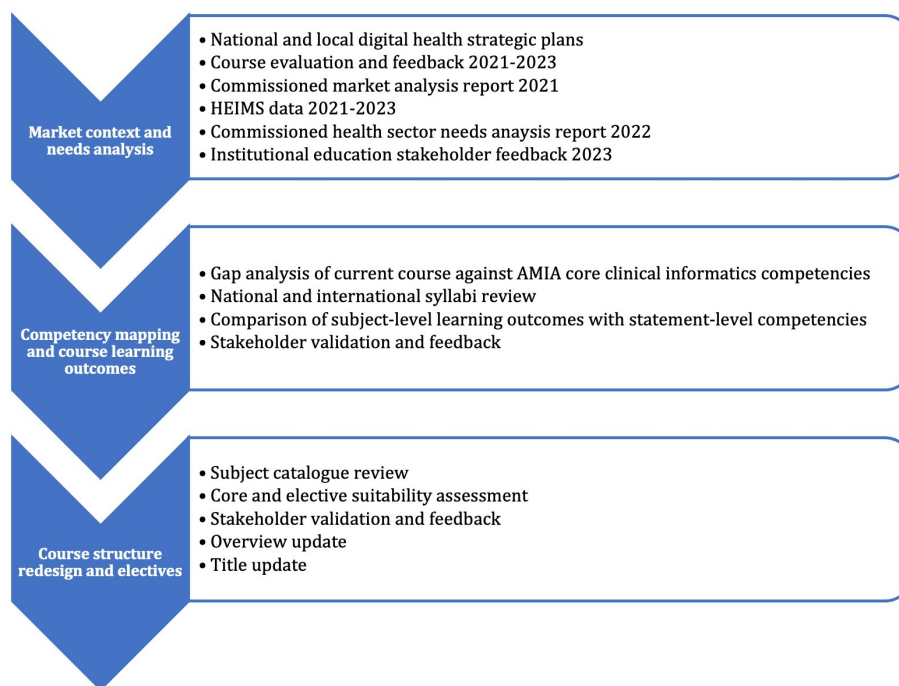 Market context and
needs analysis
• National and local digital health strategic plans
• Course evaluation and feedback 2021-2023
• Commissioned market analysis report 2021
• HEIMS data 2021-2023
• Commissioned health sector needs anaysis report 2022
• Institutional education stakeholder feedback 2023
Competency mapping
and course learning
outcomes
• Gap analysis of current course against AMIA core clinical informatics competencies
• National and international syllabi review
• Comparison of subject-level learning outcomes with statement-level competencies
• Stakeholder validation and feedback
Course structure
redesign and electives
• Subject catalogue review
• Core and elective suitability assessment
• Stakeholder validation and feedback
• Overview update
• Title update